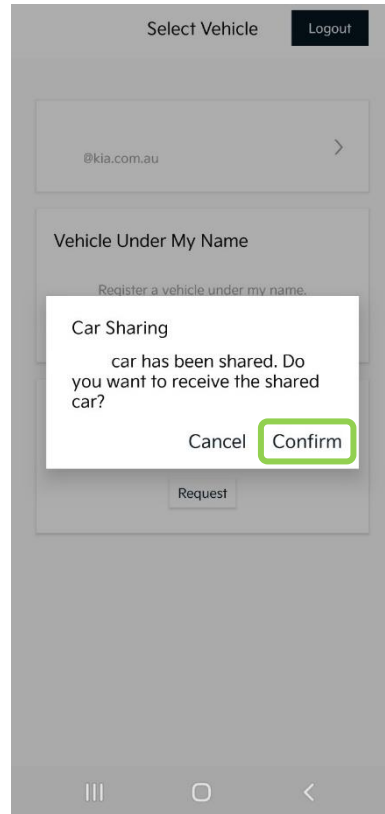 Select Vehicle
Logout
@kia.com.au
Vehicle Under My Name
Register a vehicle under my name.
Car Sharing
car has been shared. Do
you want to receive the shared
car?
Cancel
Confirm
Request